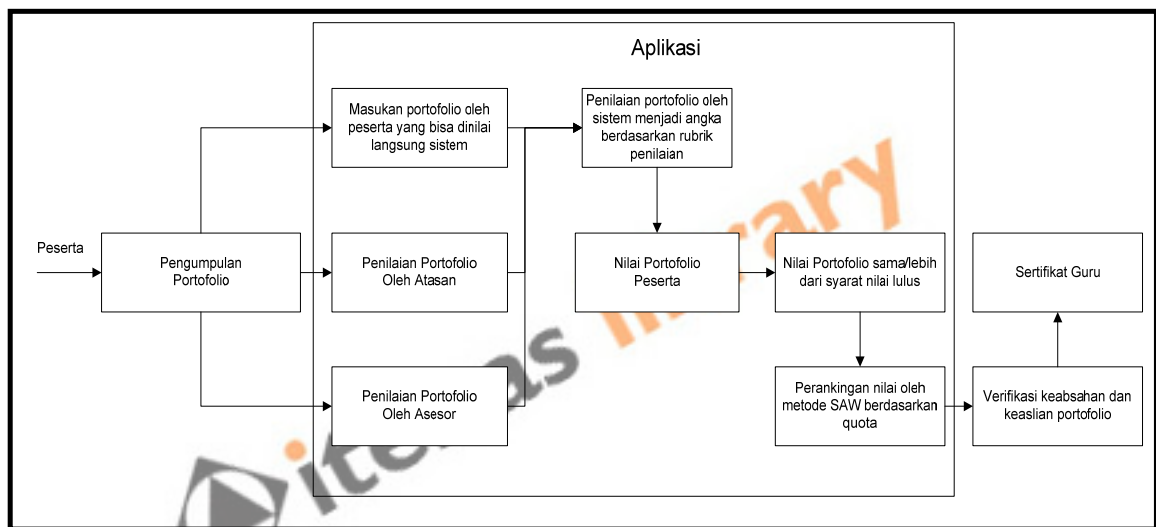 Aplikasi
Masukan portofolio oleh
peserta yang bisa dinilai
langsung sistem
Penilaian portofolio oleh
sistem menjadi angka
berdasarkan rubrik
penilaian
Peserta
Pengumpulan
Portofolio
Penilaian Portofolio
Oleh Atasan
Nilai Portofolio
Peserta
Nilai Portofolio sama/lebih
dari syarat nilai lulus
Sertifikat Guru
Penilaian Portofolio
Oleh Asesor
Perankingan nilai oleh
metode SAW berdasarkan
quota
Verifikasi keabsahan dan
keaslian portofolio
itenas library